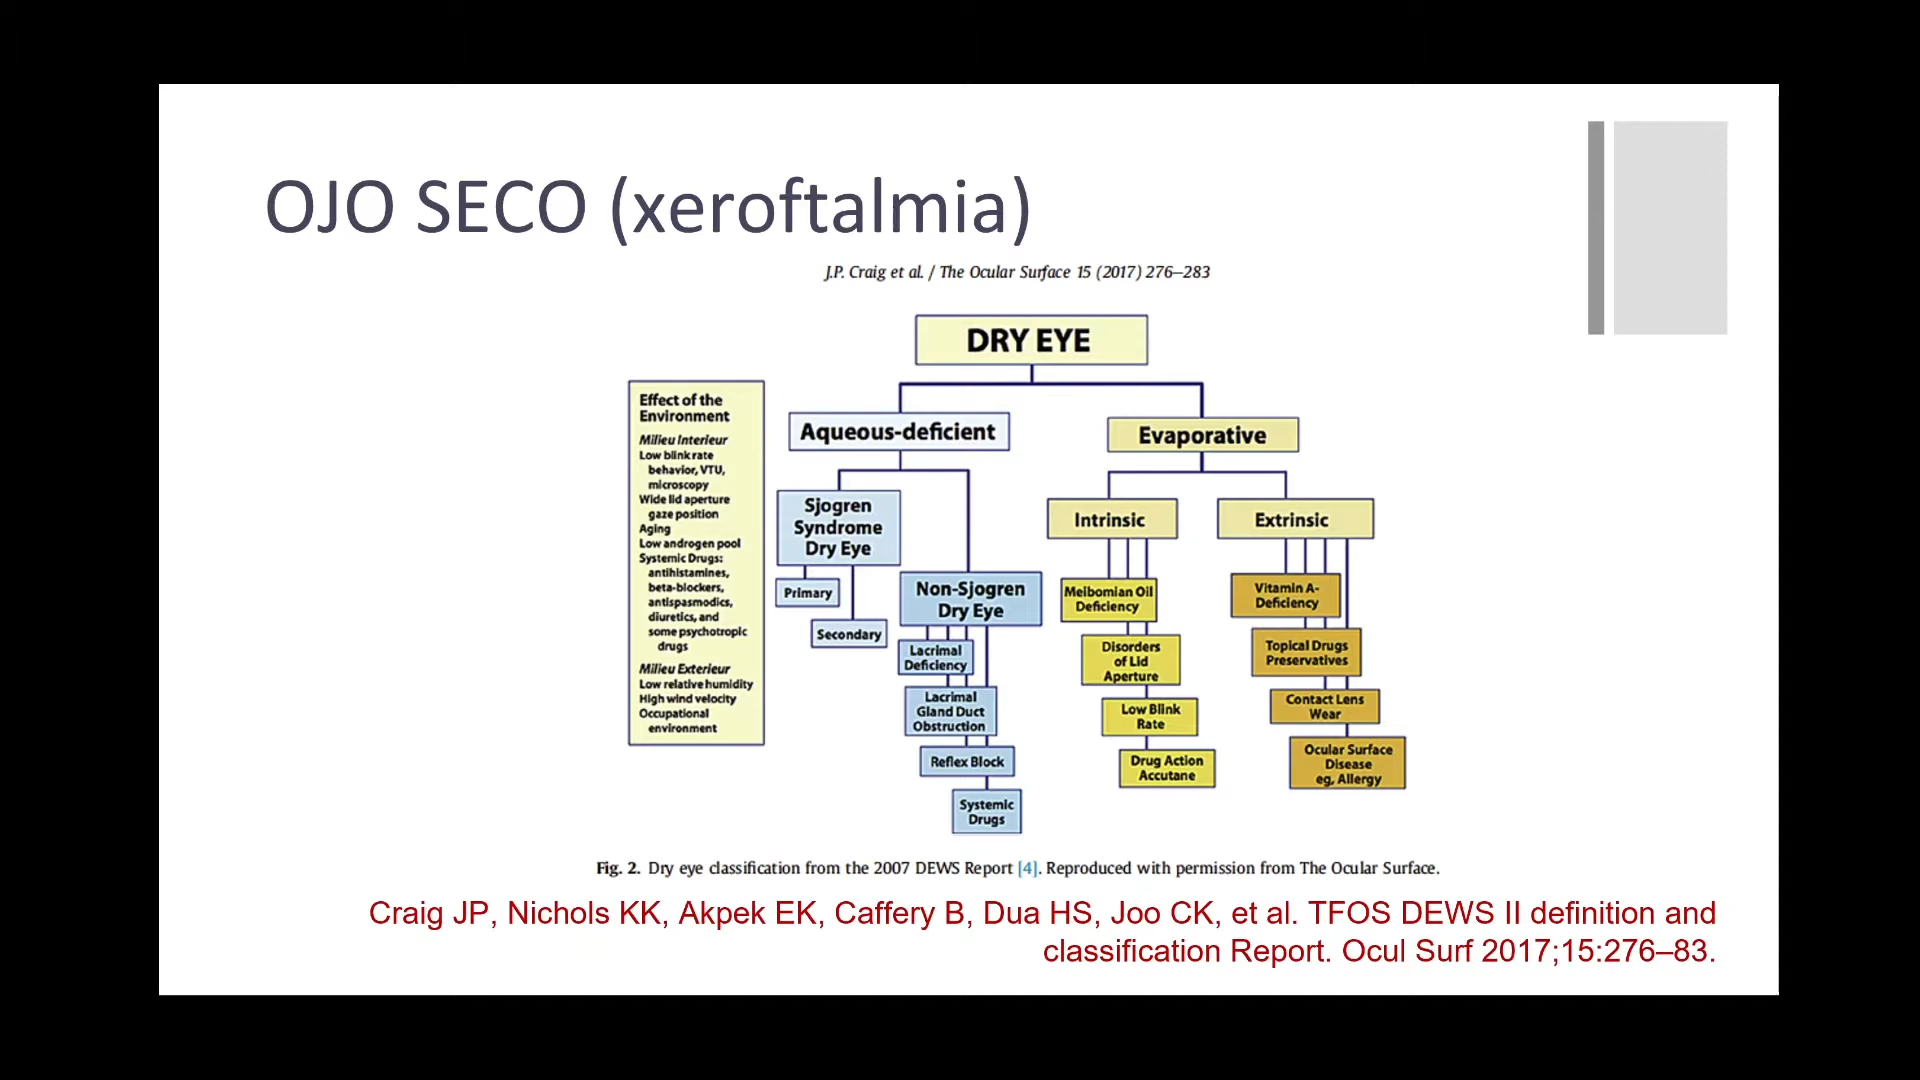 OJO SECO (xeroftalmia)
J.P. Craig et al. / The Ocular Surface 15 (2017) 276–283
DRY EYE
Effect of the
Environment
Milieu Interieur
Low blink rate
behavior, VTU,
microscopy
Wide lid aperture
gaze position
Aging
Low androgen pool
Systemic Drugs:
antihistamines,
beta-blockers,
antispasmodics,
diuretics, and
some psychotropic
drugs
Milieu Exterieur
Low relative humidity
High wind velocity
Occupational
environment
Aqueous-deficient
Sjogren
Syndrome
Dry Eye
Primary
Secondary
Non-Sjogren
Dry Eye
Lacrimal
Deficiency
Lacrimal
Gland Duct
Obstruction
Reflex Block
Systemic
Drugs
Evaporative
Intrinsic
Meibomian Oil
Deficiency
Disorders
of Lid
Aperture
Low Blink
Rate
Drug Action
Accutane
Extrinsic
Vitamin A-
Deficiency
Topical Drugs
Preservatives
Contact Lens
Wear
Ocular Surface
Disease
eg, Allergy
Fig. 2. Dry eye classification from the 2007 DEWS Report [4]. Reproduced with permission from The Ocular Surface.
Craig JP, Nichols KK, Akpek EK, Caffery B, Dua HS, Joo CK, et al. TFOS DEWS II definition and
classification Report. Ocul Surf 2017;15:276–83.